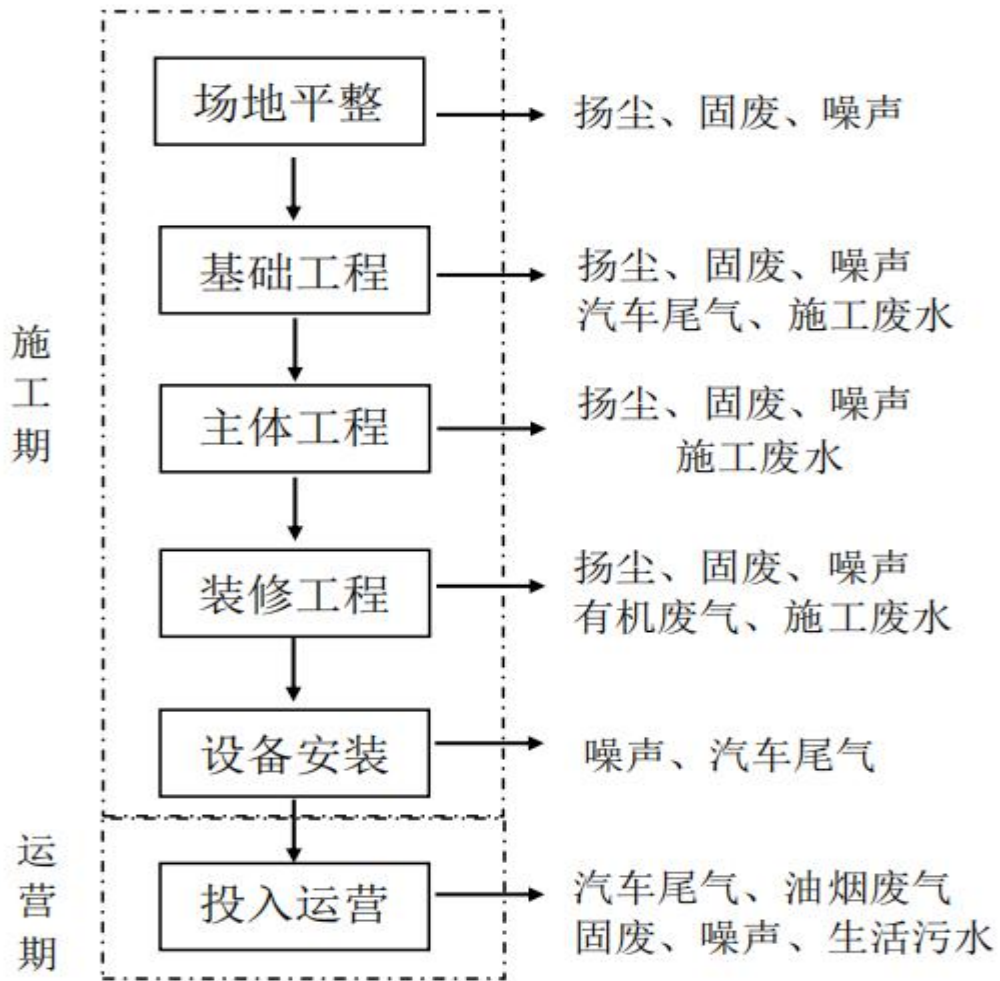 场地平整
扬尘、固废、噪声
基础工程
扬尘、固废、噪声
汽车尾气、施工废水
施工期
主体工程
扬尘、固废、噪声
施工废水
装修工程
扬尘、固废、噪声
有机废气、施工废水
设备安装
噪声、汽车尾气
运营期
投入运营
汽车尾气、油烟废气
固废、噪声、生活污水